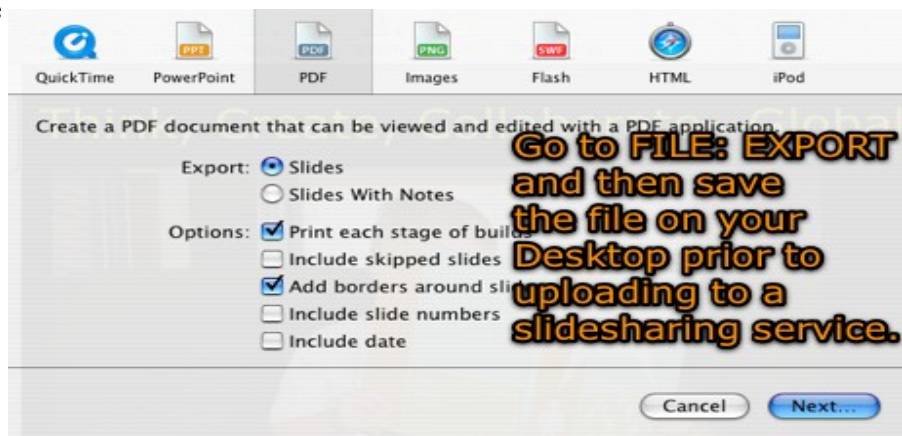 e
PPT PDF PNG SWF
QuickTime PowerPoint PDF Images Flash HTML iPod
Create a PDF document that can be viewed and edited with a PDF application.
Export: Slides
Slides With Notes
Options: Print each stage of builds
Include skipped slides
Add borders around
Include slide numbers
Include date
Go to FILE: EXPORT
and then save
the file on your
Desktop prior to
uploading to a
slidesharing service.
Cancel Next...